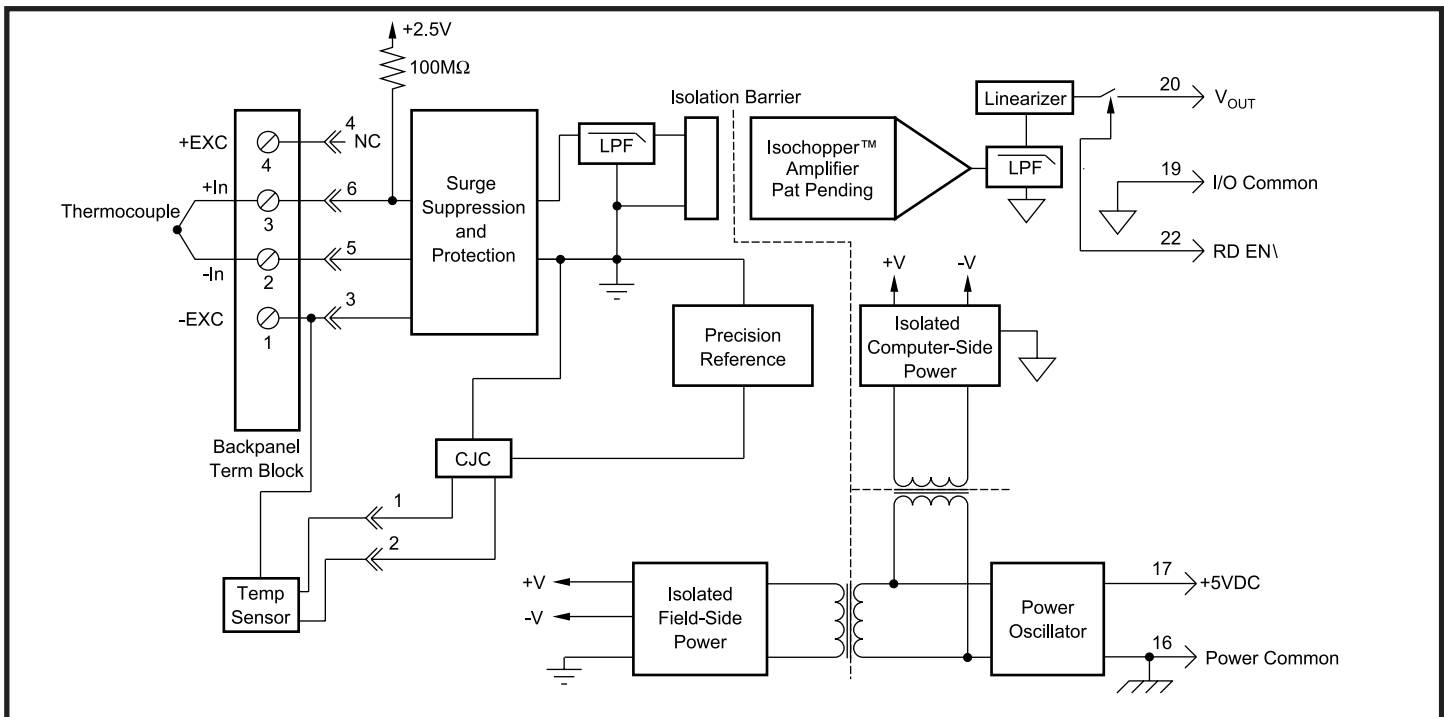 +2.5V
100MΩ
Isolation Barrier
+EXC
4
4
NC
+In
3
6
Thermocouple
-In
2
5
-EXC
1
3
Surge
Suppression
and
Protection
LPF
Isochopper™
Amplifier
Pat Pending
Linearizer
LPF
20
VOUT
19
I/O Common
22
RD EN\
+V
-V
Precision
Reference
Isolated
Computer-Side
Power
Backpanel
Term Block
CJC
1
2
Temp
Sensor
+V
-V
Isolated
Field-Side
Power
Power
Oscillator
17
+5VDC
16
Power Common